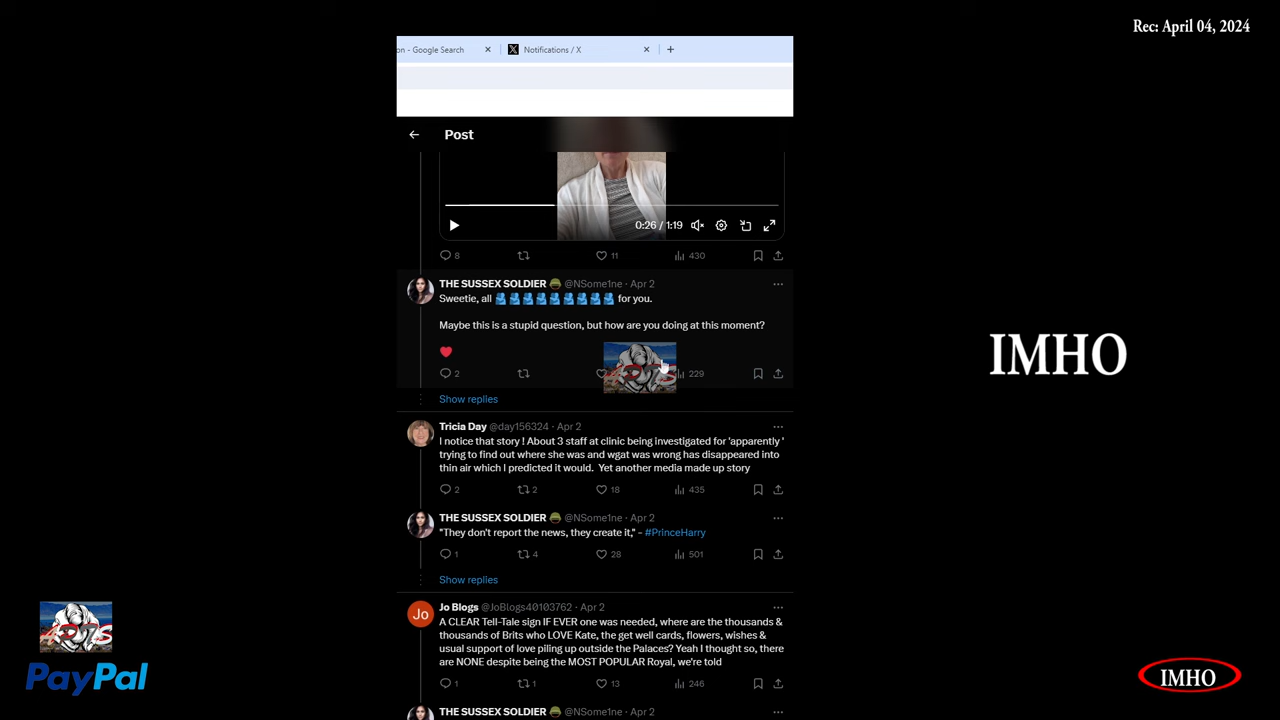 Rec: April 04, 2024
on - Google Search
Notifications / X
Post
0:26 / 1:19
8
11
430
THE SUSSEX SOLDIER @NSome1ne · Apr 2
Sweetie, all 🫂🫂🫂🫂🫂🫂🫂🫂🫂 for you.
Maybe this is a stupid question, but how are you doing at this moment?
❤️
2
229
Show replies
IMHO
Tricia Day @day156324 · Apr 2
I notice that story ! About 3 staff at clinic being investigated for 'apparently '
trying to find out where she was and wgat was wrong has disappeared into
thin air which I predicted it would. Yet another media made up story
2
2
18
435
THE SUSSEX SOLDIER @NSome1ne · Apr 2
"They don't report the news, they create it," - #PrinceHarry
1
4
28
501
Show replies
Jo
Jo Blogs @JoBlogs40103762 · Apr 2
A CLEAR Tell-Tale sign IF EVER one was needed, where are the thousands &
thousands of Brits who LOVE Kate, the get well cards, flowers, wishes &
usual support of love piling up outside the Palaces? Yeah I thought so, there
are NONE despite being the MOST POPULAR Royal, we're told
1
1
13
246
THE SUSSEX SOLDIER @NSome1ne · Apr 2
PayPal
IMHO